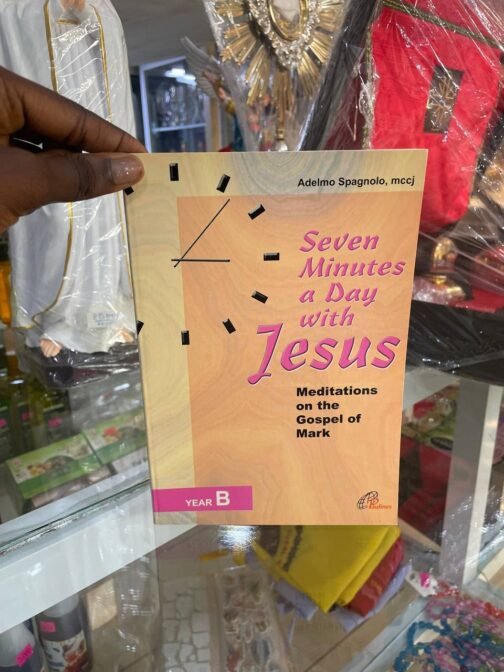 Adelmo Spagnolo, mccj
Seven
Minutes
a Day
with
Jesus
Meditations
on the
Gospel of
Mark
YEAR B
Paulines